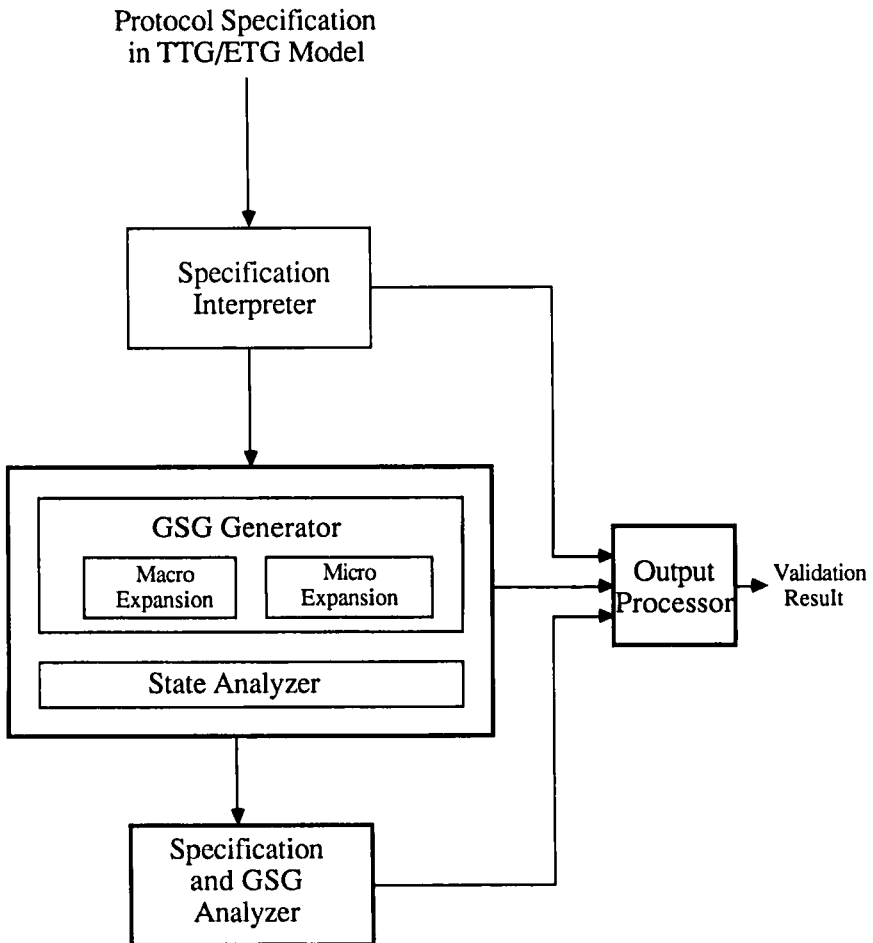 Protocol Specification
in TTG/ETG Model
Specification
Interpreter
GSG Generator
Macro
Expansion
Micro
Expansion
State Analyzer
Output
Processor
Validation
Result
Specification
and GSG
Analyzer